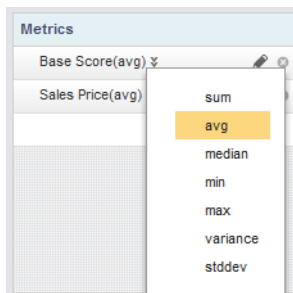 Metrics
Base Score(avg)
Sales Price(avg)
sum
avg
median
min
max
variance
stddev